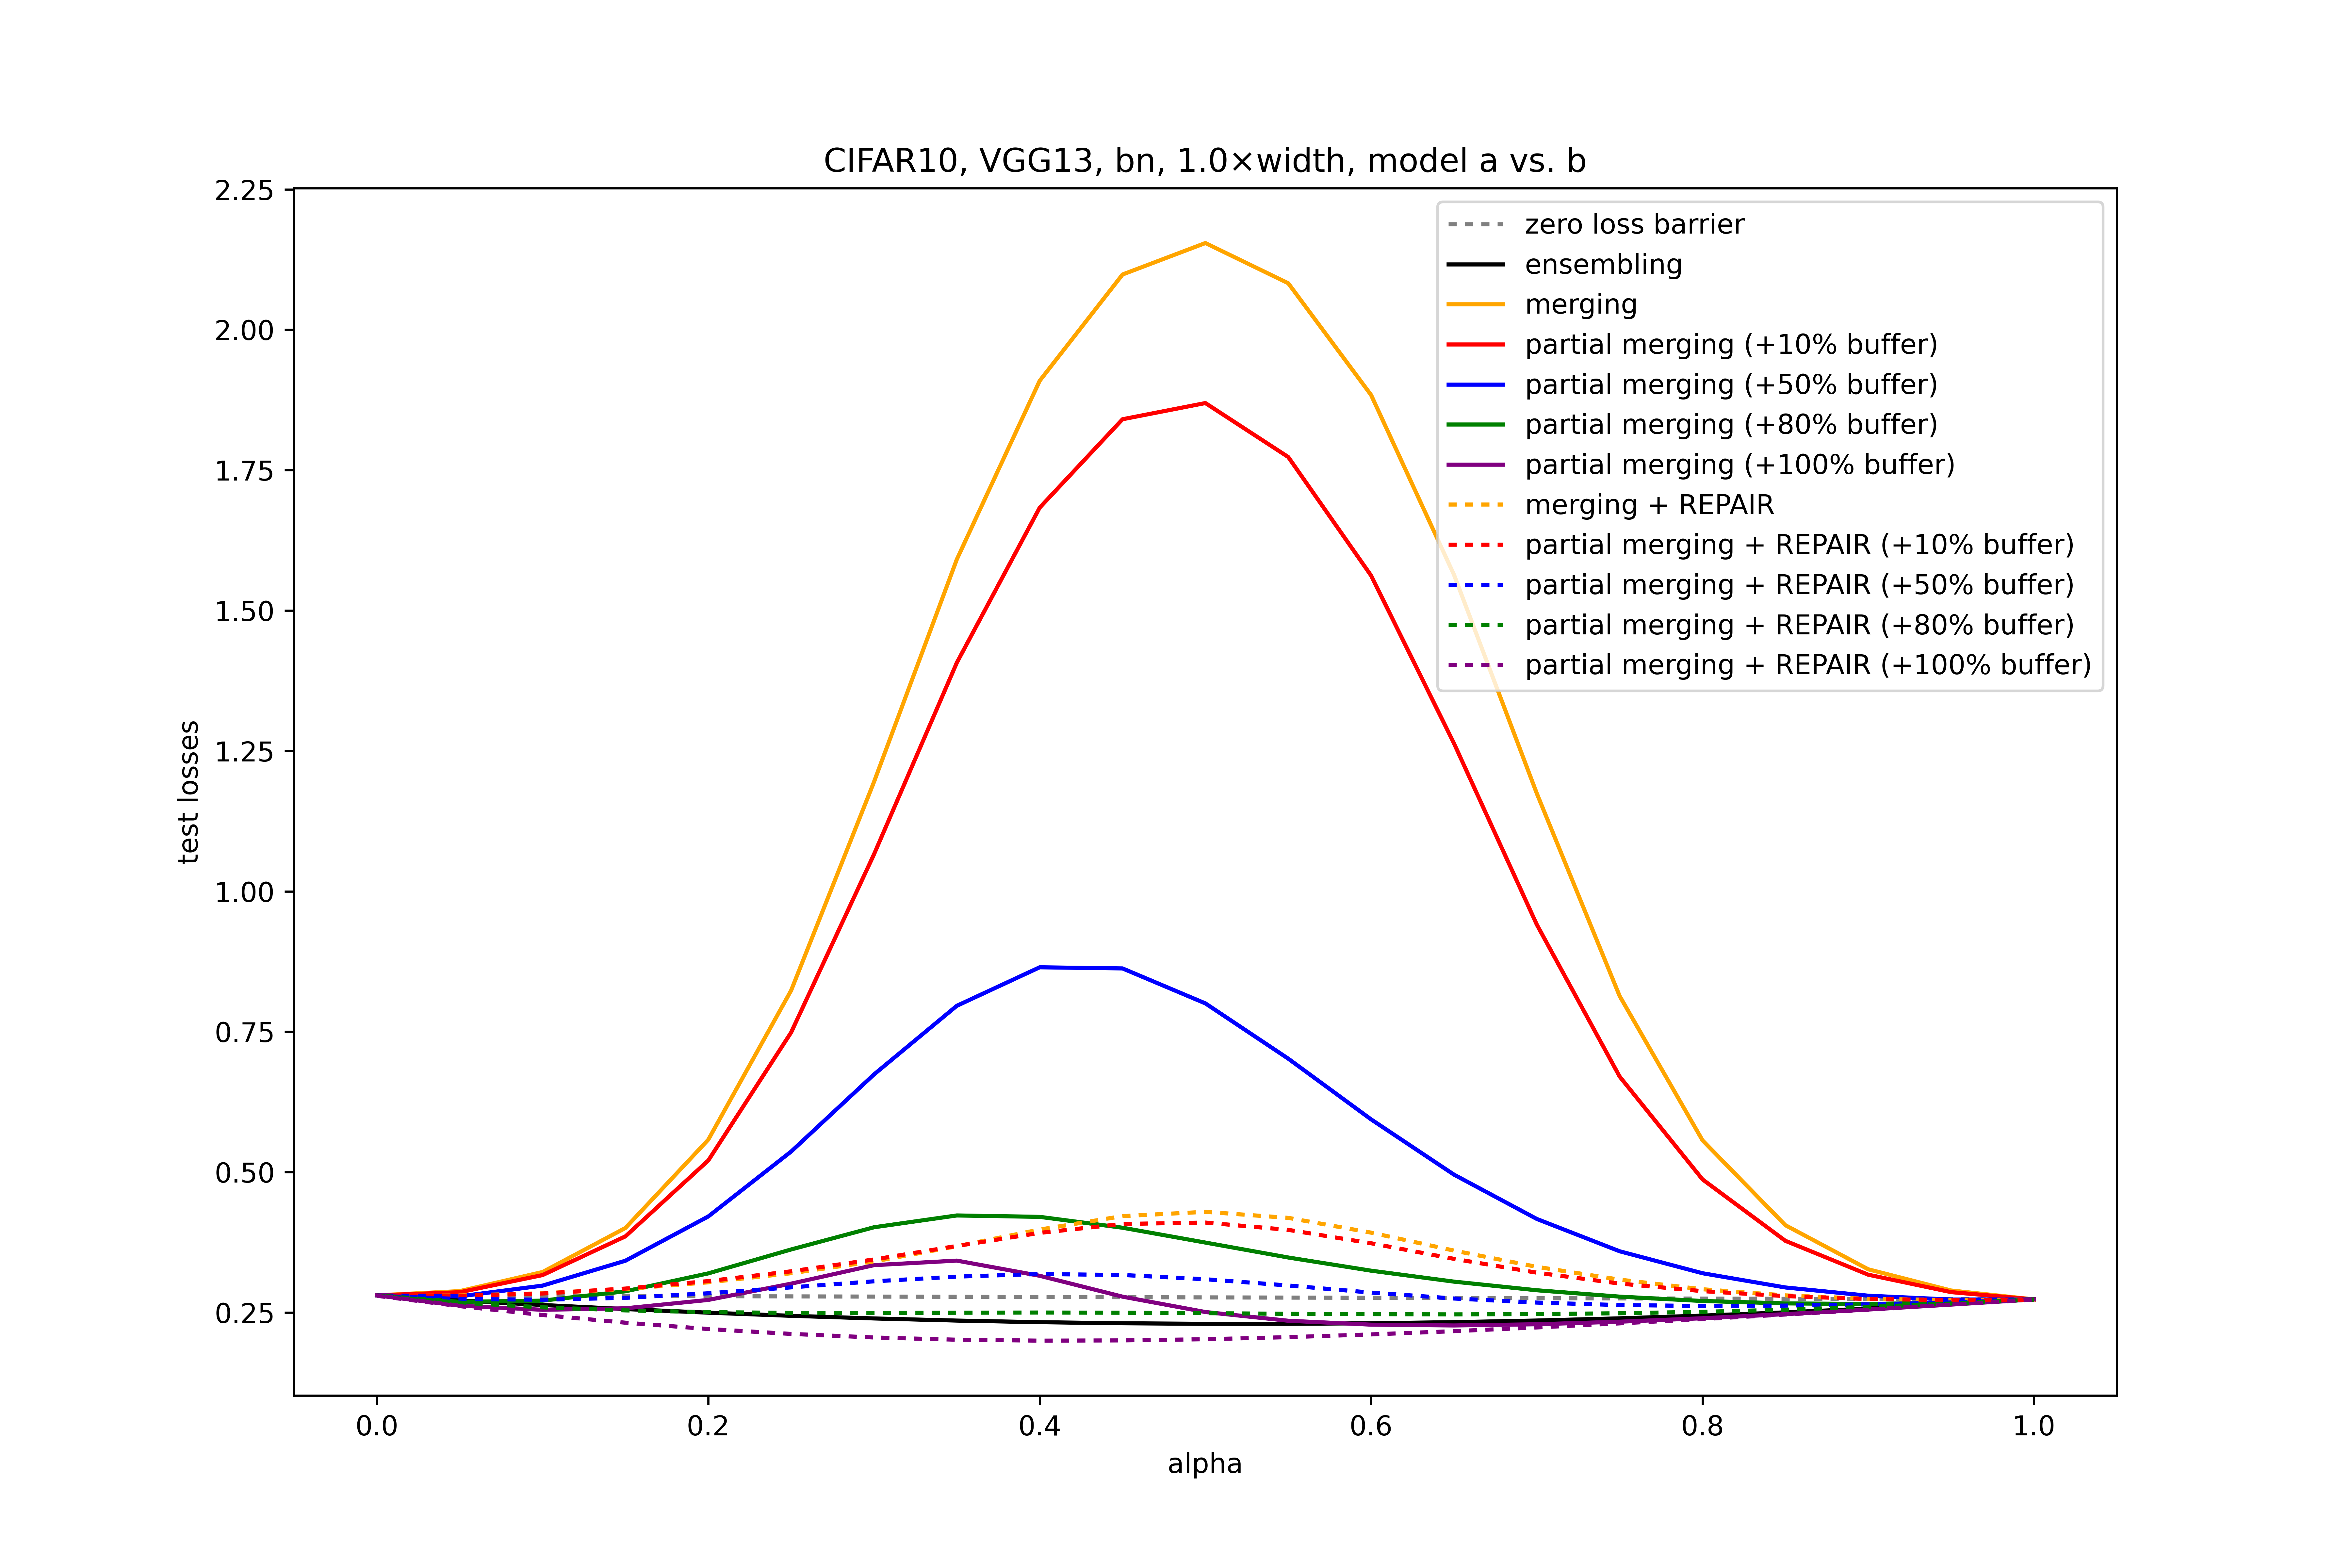 CIFAR10, VGG13, bn, 1.0×width, model a vs. b
2.25
2.00
1.75
1.50
1.25
1.00
0.75
0.50
0.25
test losses
zero loss barrier
ensembling
merging
partial merging (+10% buffer)
partial merging (+50% buffer)
partial merging (+80% buffer)
partial merging (+100% buffer)
merging + REPAIR
partial merging + REPAIR (+10% buffer)
partial merging + REPAIR (+50% buffer)
partial merging + REPAIR (+80% buffer)
partial merging + REPAIR (+100% buffer)
0.0 0.2 0.4 0.6 0.8 1.0
alpha